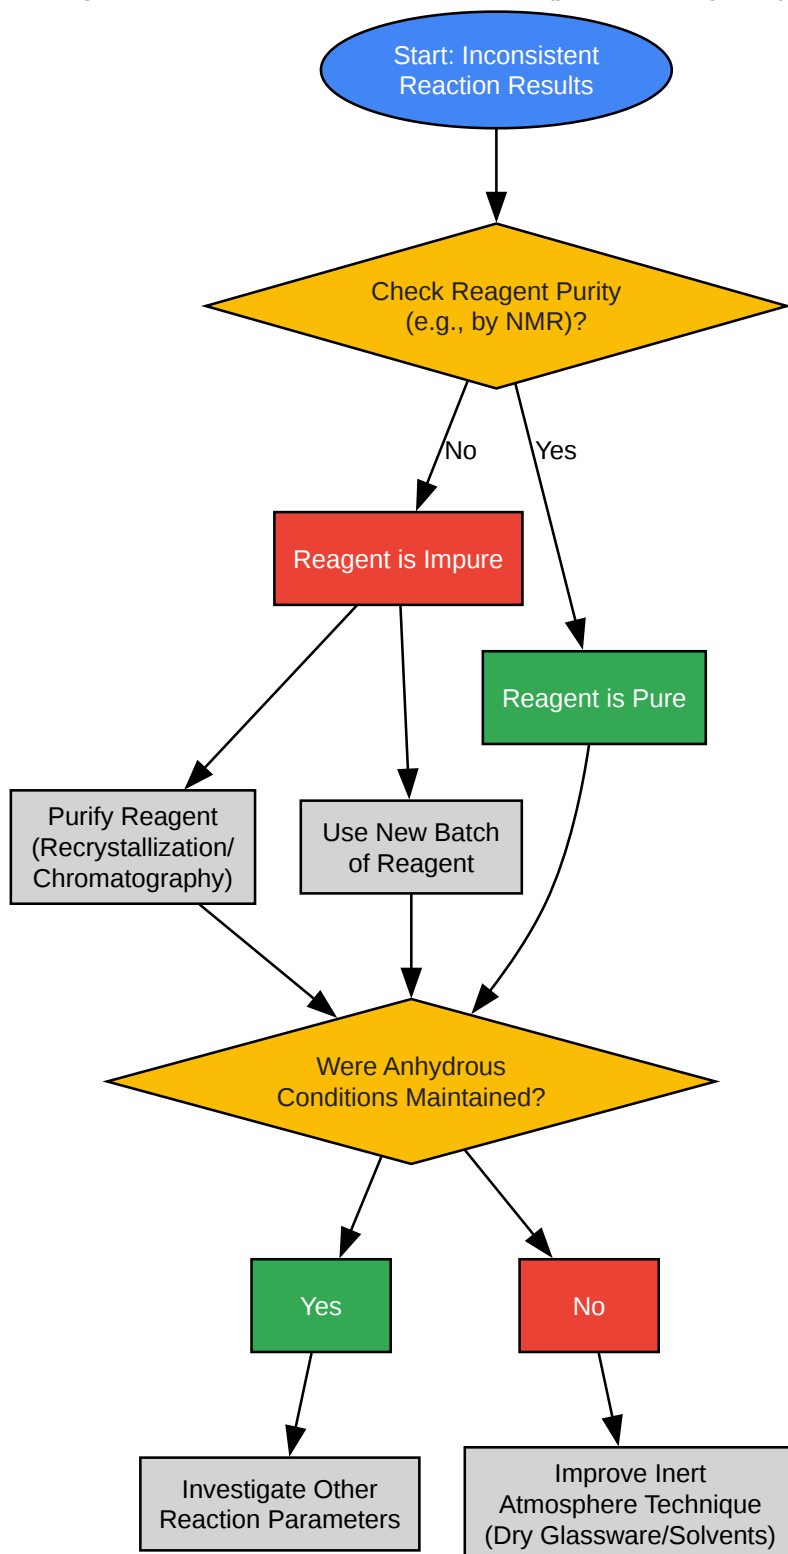 Start: Inconsistent
Reaction Results
Check Reagent Purity
(e.g., by NMR)?
No
Yes
Reagent is Impure
Reagent is Pure
Purify Reagent
(Recrystallization/
Chromatography)
Use New Batch
of Reagent
Were Anhydrous
Conditions Maintained?
Yes
No
Investigate Other
Reaction Parameters
Improve Inert
Atmosphere Technique
(Dry Glassware/Solvents)